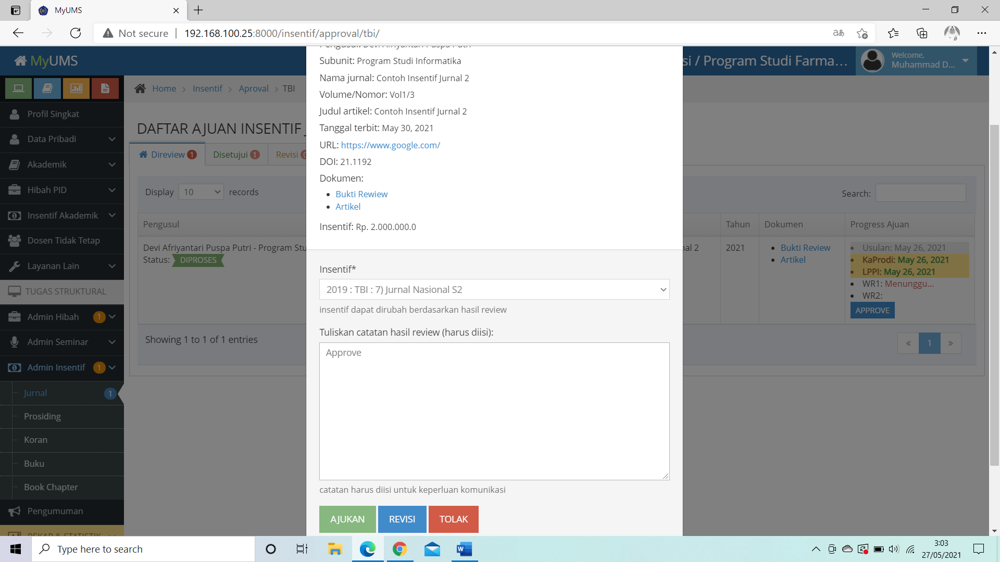 MyUMS
Not secure
192.168.100.25:8000/insentif/approval/tbi/
MyUMS
si / Program Studi Farma...
Welcome,
Muhammad D...
Home
Insentif
Aproval
TBI
Profil Singkat
Data Pribadi
Akademik
Hibah PID
Insentif Akademik
Dosen Tidak Tetap
Layanan Lain
TUGAS STRUKTURAL
Admin Hibah 1
Admin Seminar
Admin Insentif 1
Jurnal 1
Prosiding
Koran
Buku
Book Chapter
Pengumuman
REKAP & STATISTIK
DAFTAR AJUAN INSENTIF
Direview 1
Disetujui 1
Revisi
Display 10 records
Search:
Pengusul
Tahun
Dokumen
Progress Ajuan
Devi Afriyantari Puspa Putri - Program Stu
Status: DIPROSES
al 2
2021
Bukti Review
Artikel
Usulan: May 26, 2021
KaProdi: May 26, 2021
LPPI: May 26, 2021
WR1: Menunggu...
WR2:
APPROVE
Showing 1 to 1 of 1 entries
« 1 »
Pengusul: Devi Afriyantari Puspa Putri
Subunit: Program Studi Informatika
Nama jurnal: Contoh Insentif Jurnal 2
Volume/Nomor: Vol1/3
Judul artikel: Contoh Insentif Jurnal 2
Tanggal terbit: May 30, 2021
URL: https://www.google.com/
DOI: 21.1192
Dokumen:
Bukti Rewiew
Artikel
Insentif: Rp. 2.000.000.0
Insentif*
2019 : TBI : 7) Jurnal Nasional S2
insentif dapat dirubah berdasarkan hasil review
Tuliskan catatan hasil review (harus diisi):
Approve
catatan harus diisi untuk keperluan komunikasi
AJUKAN
REVISI
TOLAK
Type here to search
3:03
27/05/2021